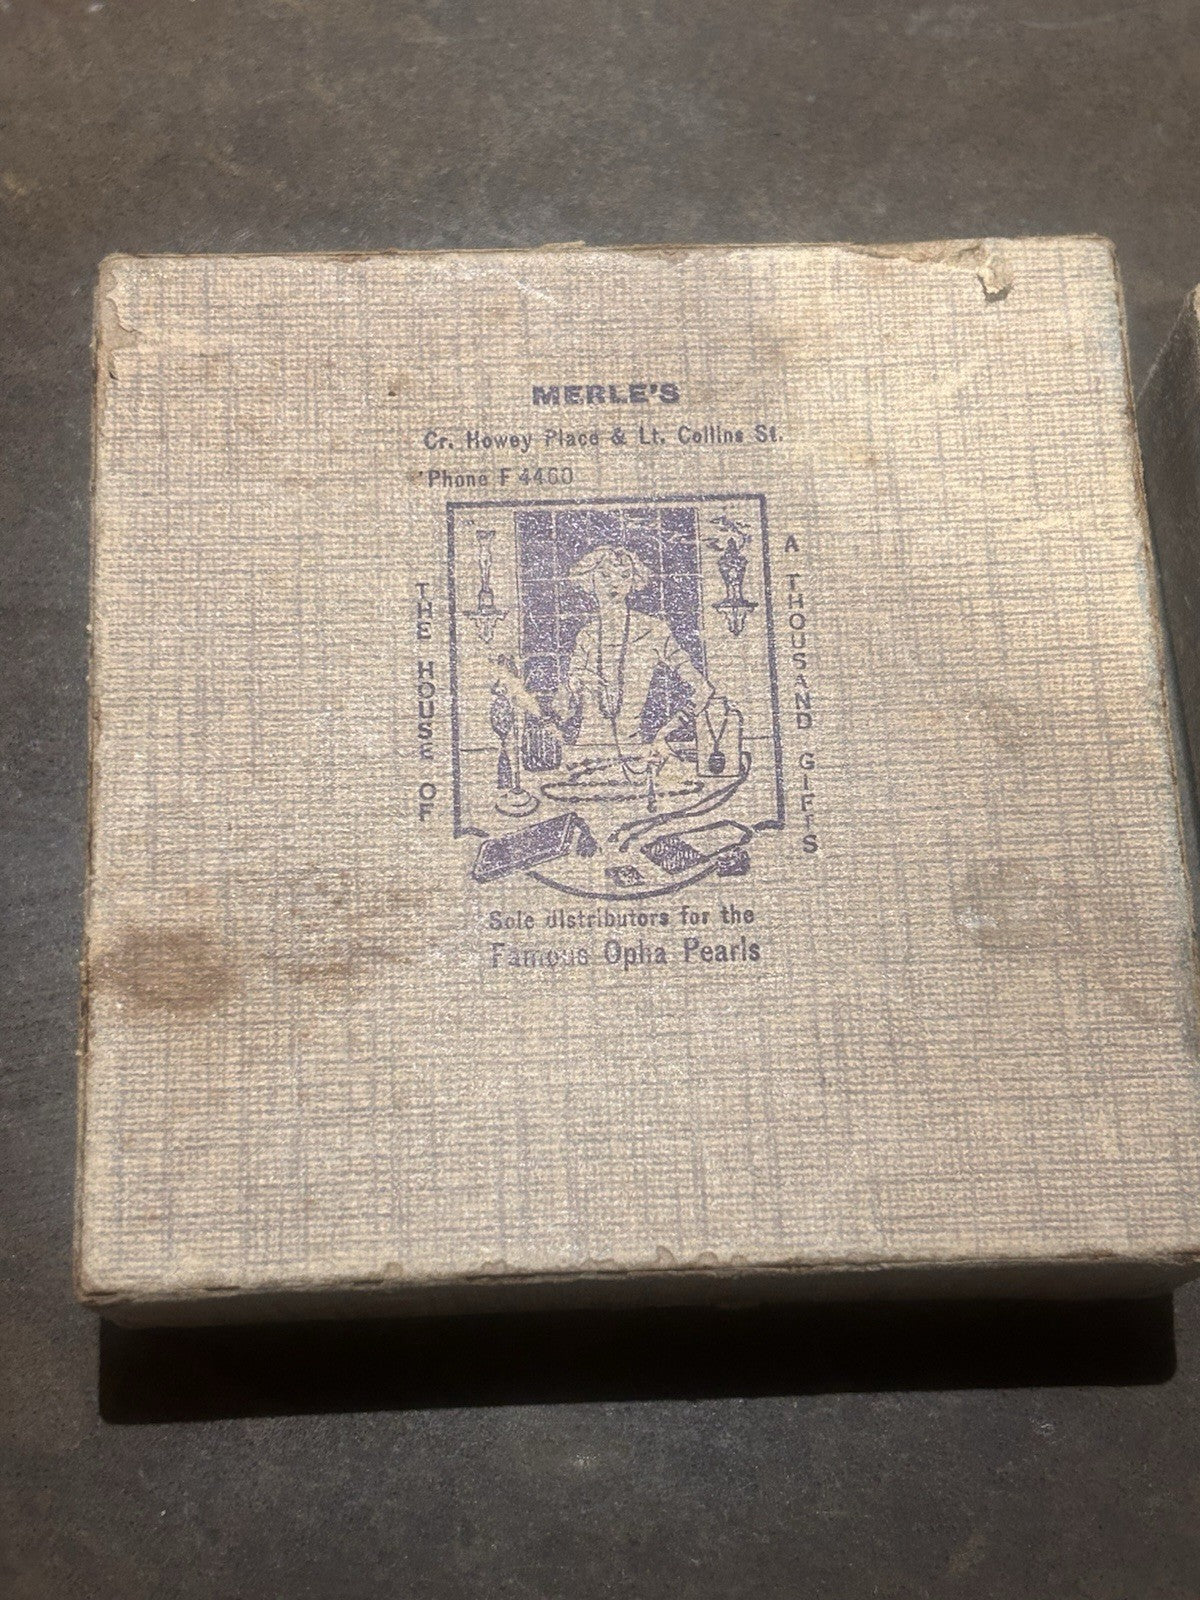 MERLE'S
Cr. Howey Place & Lt. Collins St.
'Phone F 4460
THE HOUSE OF
A THOUSAND GIFTS
Sole distributors for the
Famous Opha Pearls